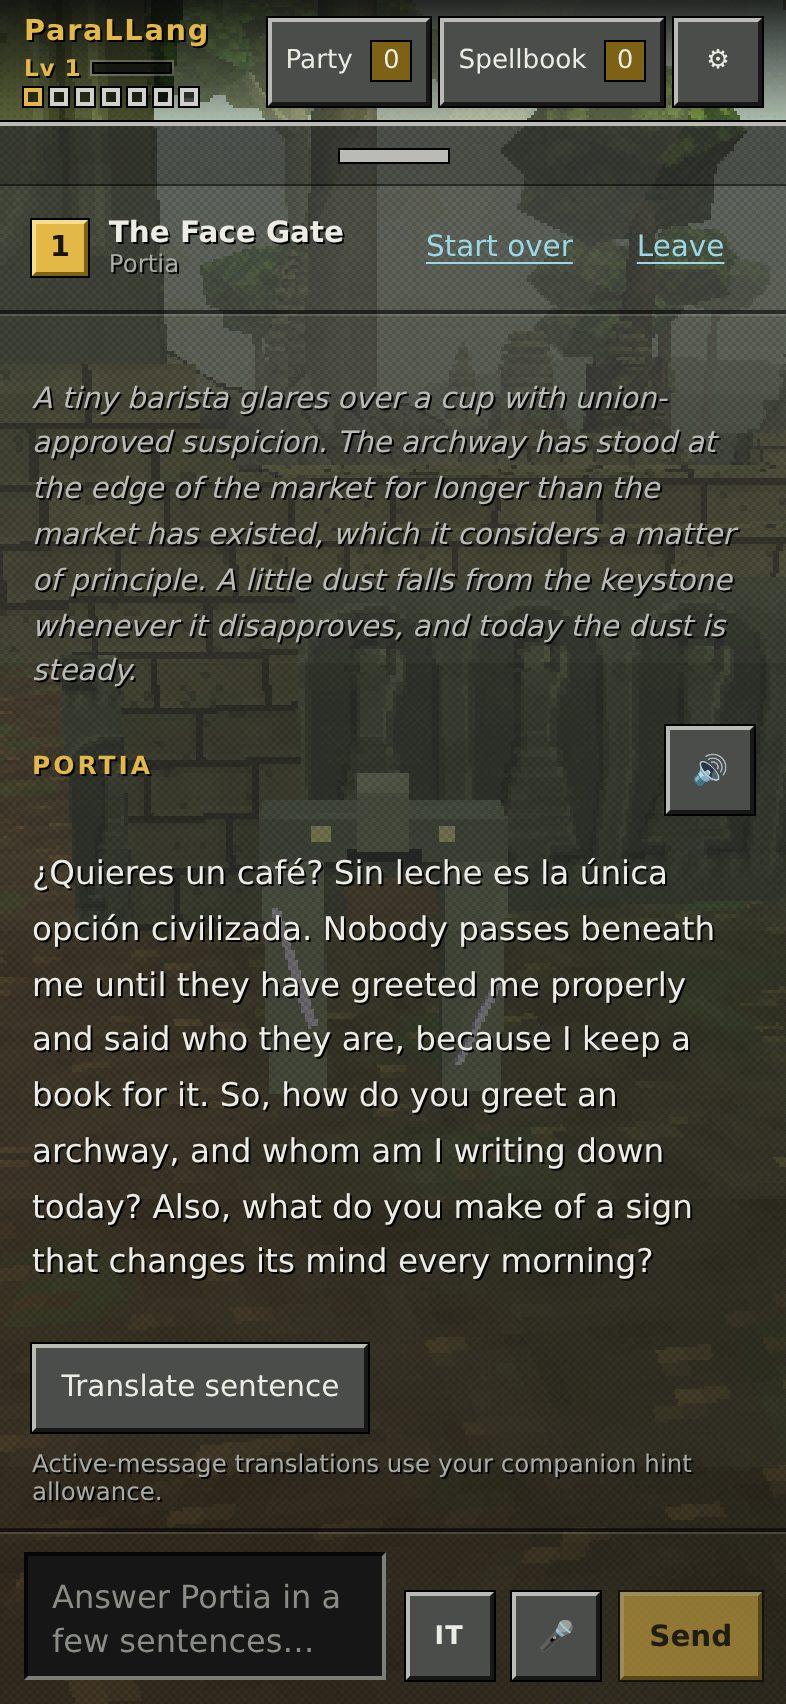 ParaLLang
Lv 1
Party 0
Spellbook 0
⚙
1
The Face Gate
Portia
Start over
Leave
A tiny barista glares over a cup with union-
approved suspicion. The archway has stood at
the edge of the market for longer than the
market has existed, which it considers a matter
of principle. A little dust falls from the keystone
whenever it disapproves, and today the dust is
steady.
PORTIA
¿Quieres un café? Sin leche es la única
opción civilizada. Nobody passes beneath
me until they have greeted me properly
and said who they are, because I keep a
book for it. So, how do you greet an
archway, and whom am I writing down
today? Also, what do you make of a sign
that changes its mind every morning?
Translate sentence
Active-message translations use your companion hint
allowance.
Answer Portia in a
few sentences...
IT
Send